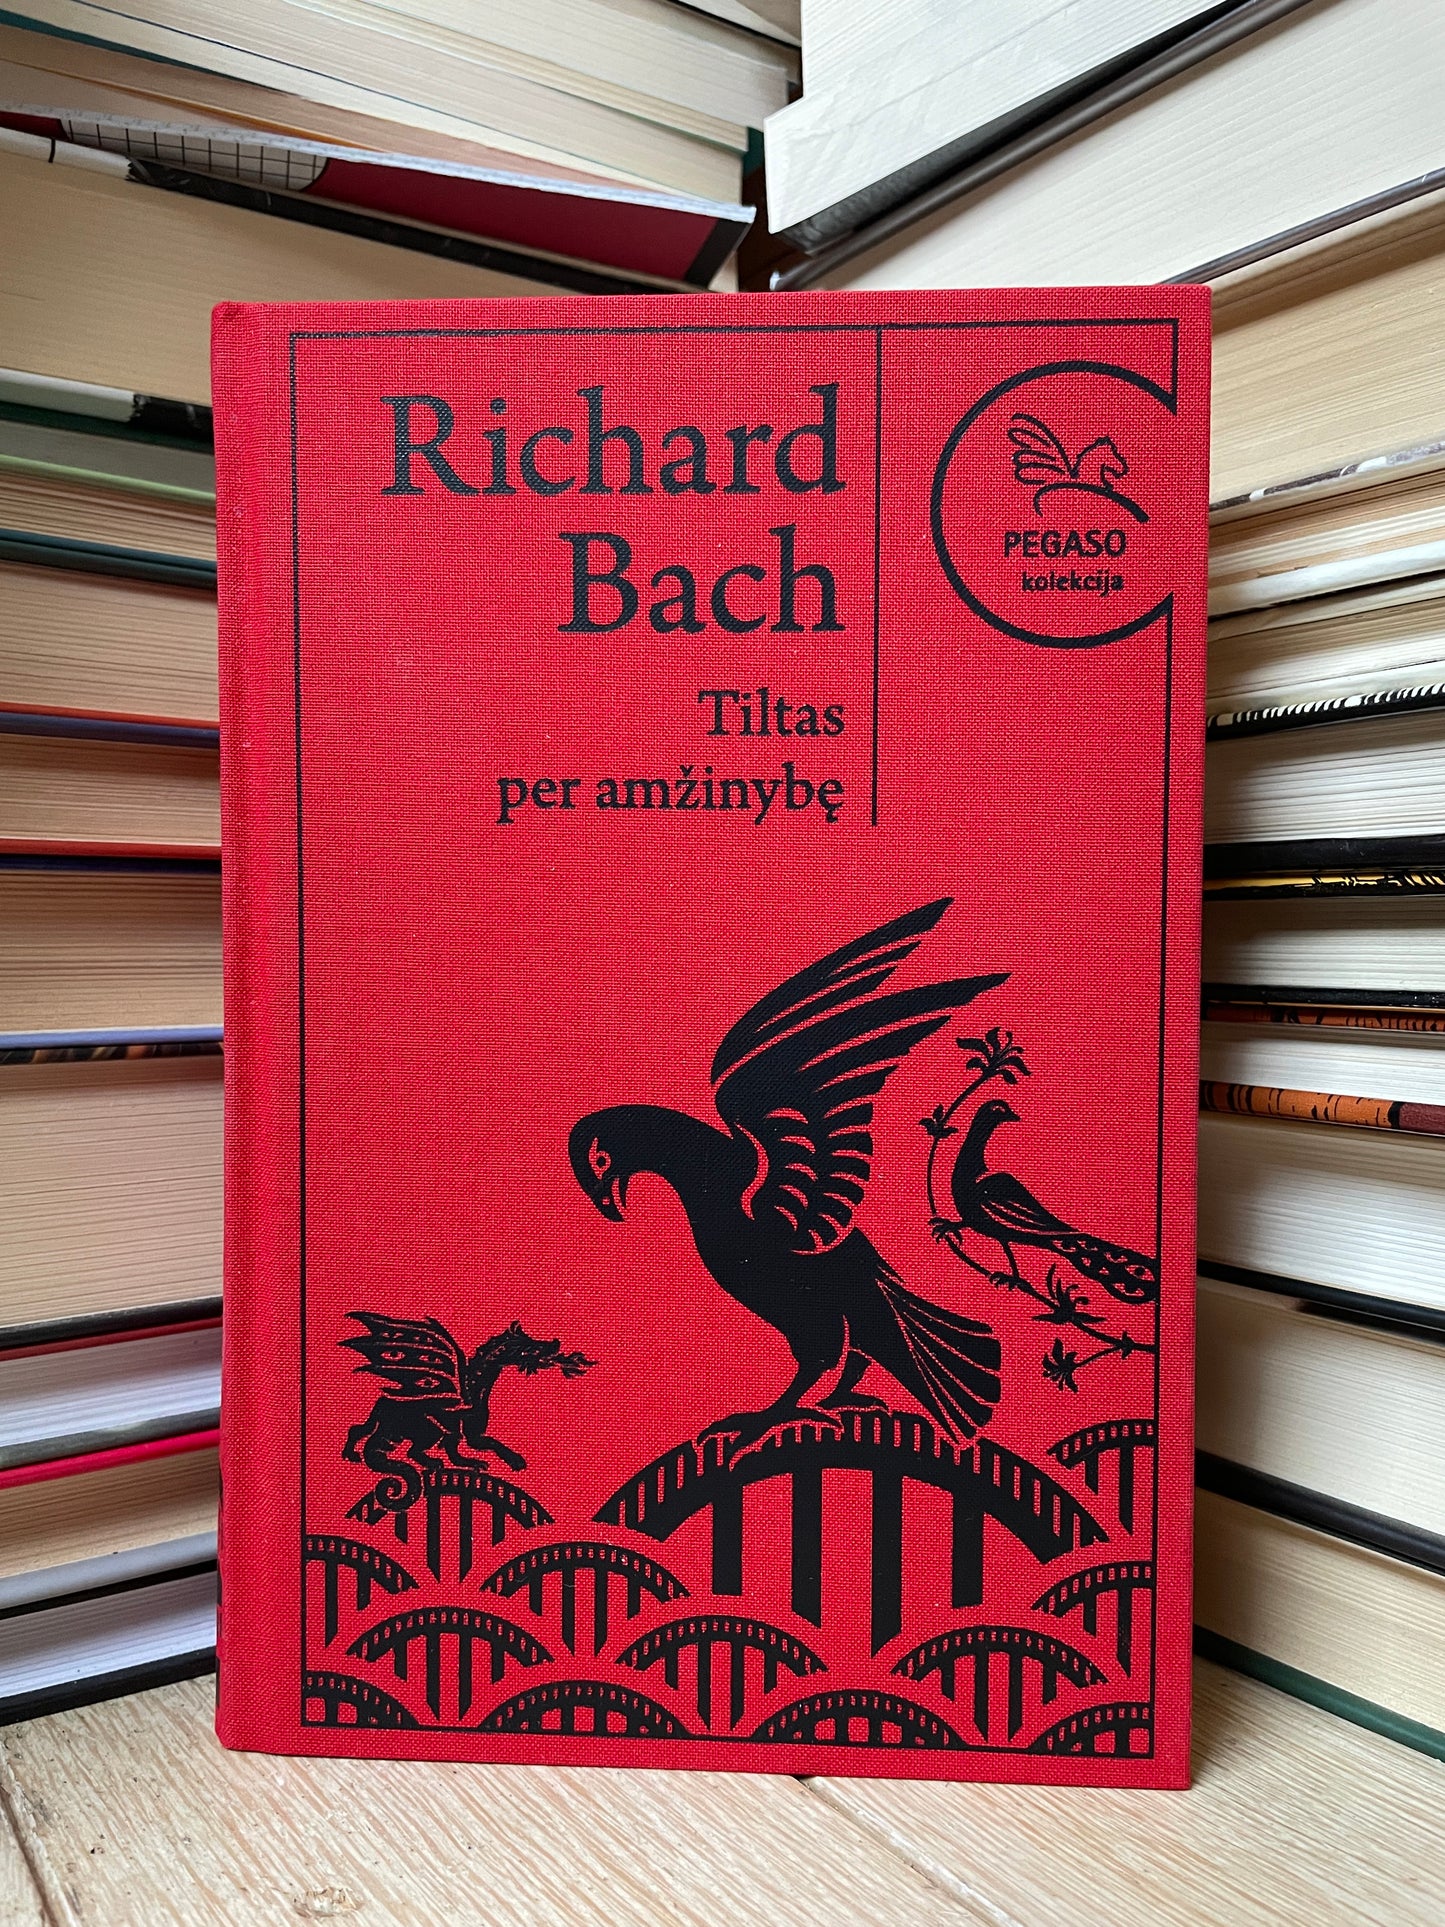 Richard
Bach
Tiltas
per amžinybę
PEGASO
kolekcija